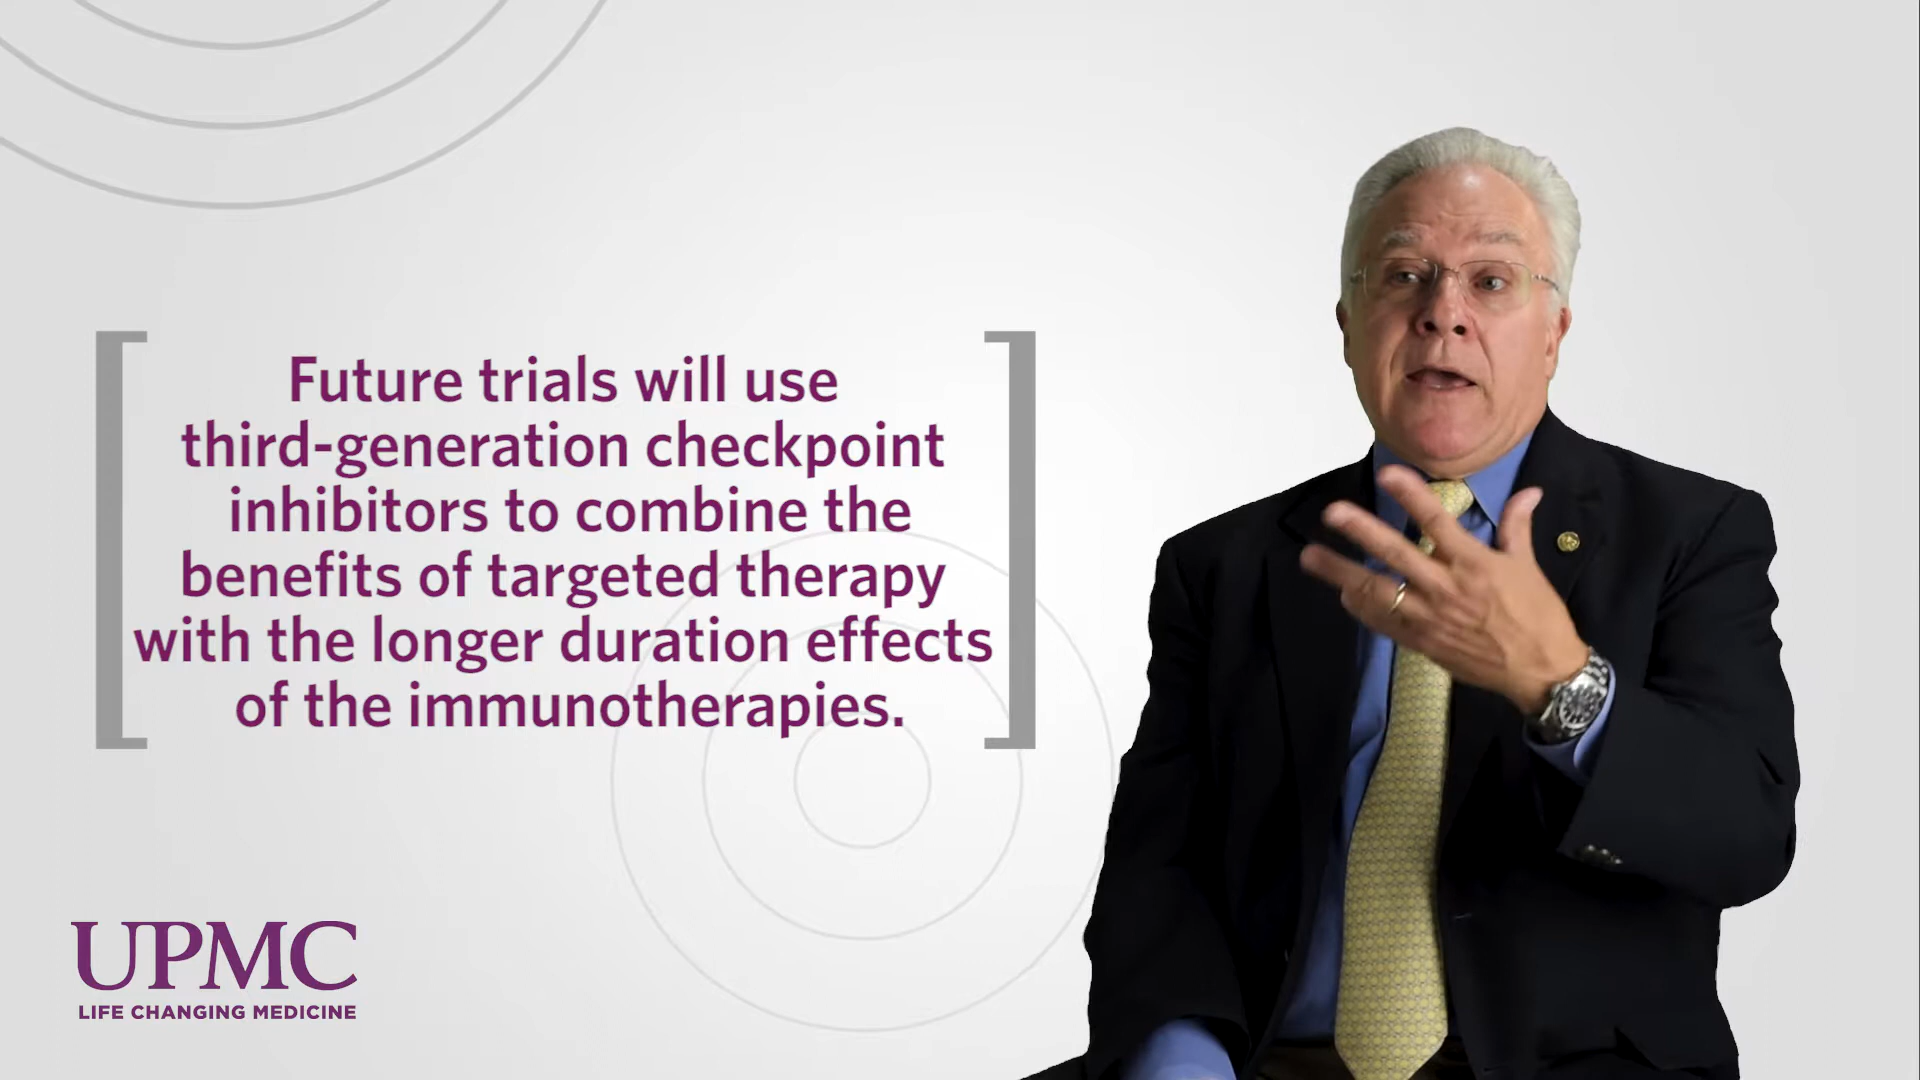 Future trials will use
third-generation checkpoint
inhibitors to combine the
benefits of targeted therapy
with the longer duration effects
of the immunotherapies.
UPMC
LIFE CHANGING MEDICINE